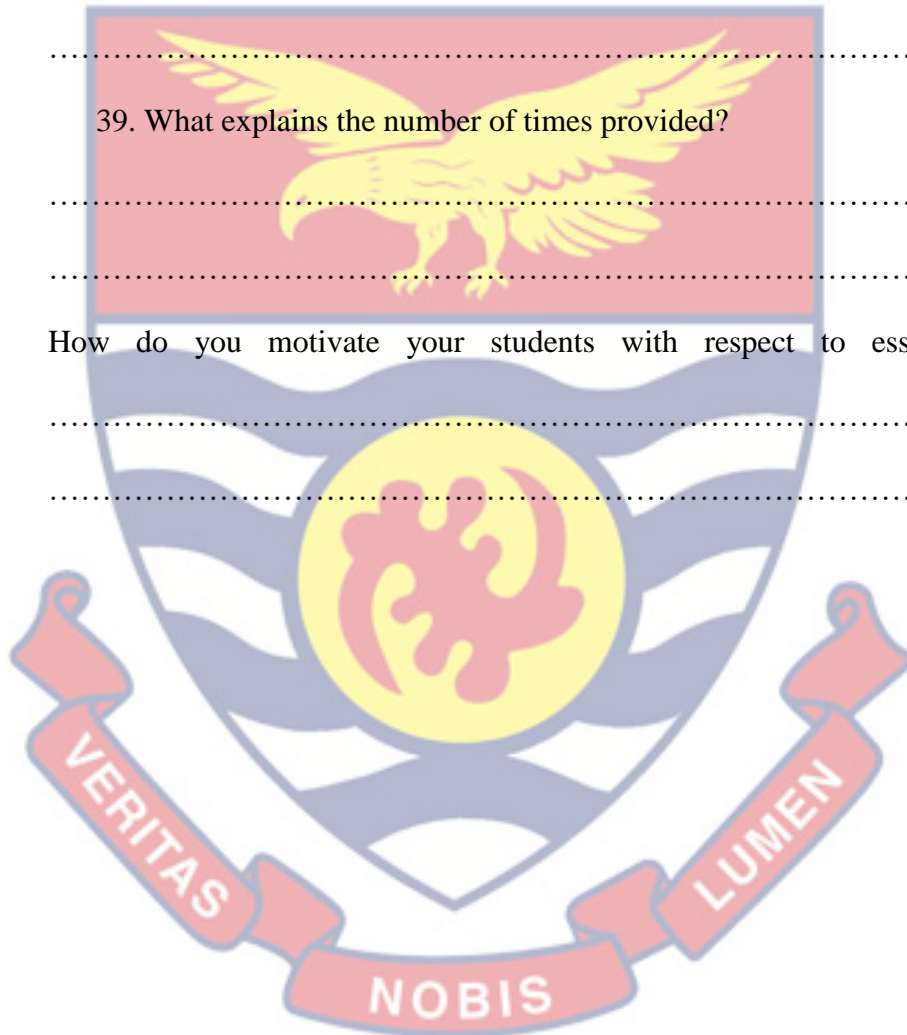 ……………………………………………………………………
39. What explains the number of times provided?
……………………………………………………………………
……………………………………………………………………
How do you motivate your students with respect to ess
……………………………………………………………………
……………………………………………………………………
VERITAS
NOBIS
LUMEN